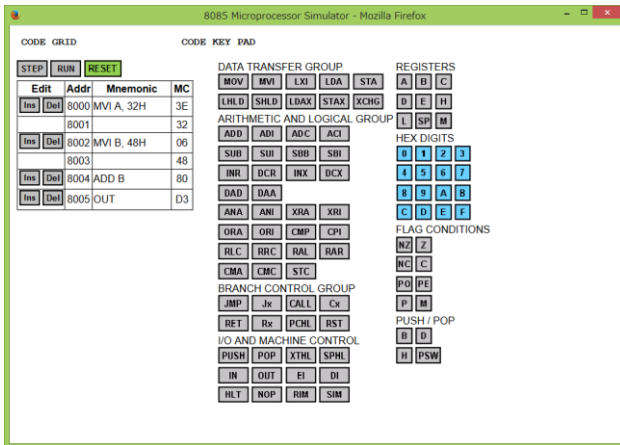 8085 Microprocessor Simulator - Mozilla Firefox
CODE GRID
STEP RUN RESET
Edit Addr Mnemonic MC
Ins Del 8000 MVI A, 32H 3E
8001 32
Ins Del 8002 MVI B, 48H 06
8003 48
Ins Del 8004 ADD B 80
Ins Del 8005 OUT D3
CODE KEY PAD
DATA TRANSFER GROUP
MOV MVI LXI LDA STA
LHLD SHLD LDAX STAX XCHG
ARITHMETIC AND LOGICAL GROUP
ADD ADI ADC ACI
SUB SUI SBB SBI
INR DCR INX DCX
DAD DAA
ANA ANI XRA XRI
ORA ORI CMP CPI
RLC RRC RAL RAR
CMA CMC STC
BRANCH CONTROL GROUP
JMP Jx CALL Cx
RET Rx PCHL RST
I/O AND MACHINE CONTROL
PUSH POP XTHL SPHL
IN OUT EI DI
HLT NOP RIM SIM
REGISTERS
A B C
D E H
L SP M
HEX DIGITS
0 1 2 3
4 5 6 7
8 9 A B
C D E F
FLAG CONDITIONS
NZ Z
NC C
PO PE
P M
PUSH / POP
B D
H PSW